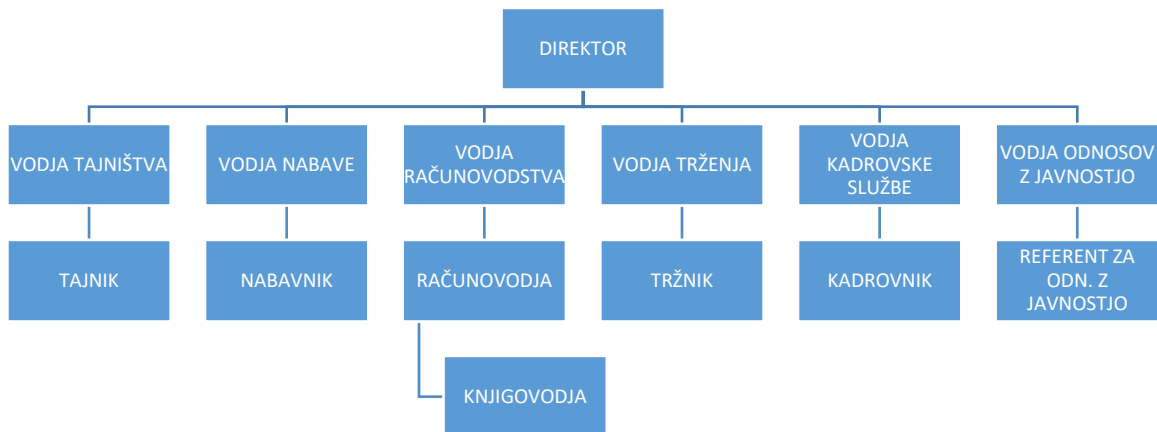 DIREKTOR
VODJA TAJNIŠTVA
VODJA NABAVE
VODJA
RAČUNOVODSTVA
VODJA TRŽENJA
VODJA
KADROVSKE
SLUŽBE
VODJA ODNOSOV
Z JAVNOSTJO
TAJNIK
NABAVNIK
RAČUNOVODJA
TRŽNIK
KADROVNIK
REFERENT ZA
ODN. Z
JAVNOSTJO
KNJIGOVODJA